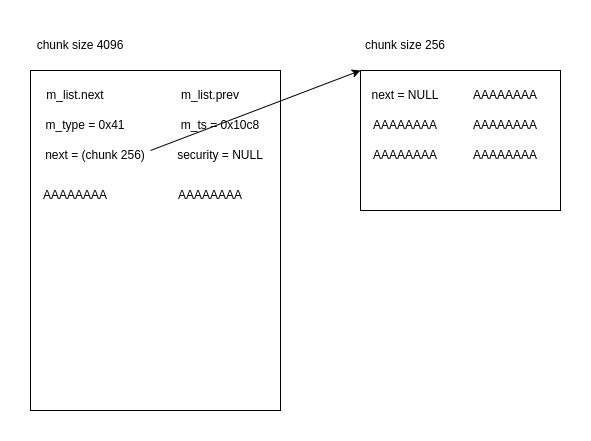 chunk size 4096
m_list.next m_list.prev
m_type = 0x41 m_ts = 0x10c8
next = (chunk 256) security = NULL
AAAAAAAA AAAAAAAA
chunk size 256
next = NULL AAAAAAAA
AAAAAAAA AAAAAAAA
AAAAAAAA AAAAAAAA